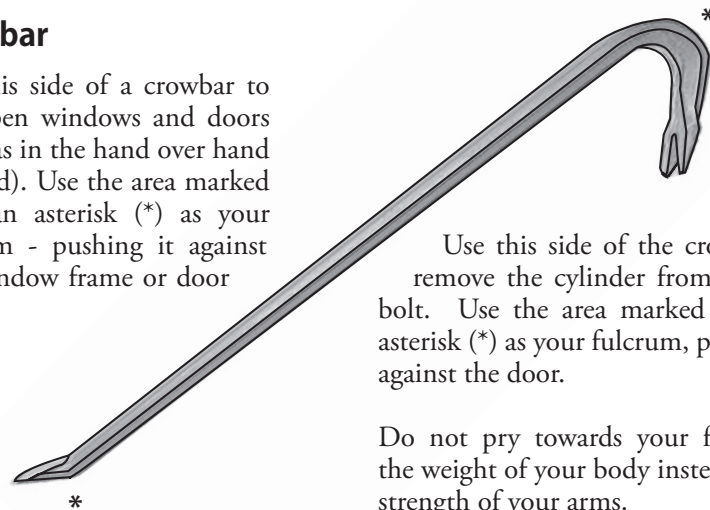 bar
is side of a crowbar to
en windows and doors
as in the hand over hand
d). Use the area marked
an asterisk (*) as your
m - pushing it against
ndow frame or door
*
*
Use this side of the cro
remove the cylinder from
bolt. Use the area marked
asterisk (*) as your fulcrum, p
against the door.
Do not pry towards your f
the weight of your body inste
strength of your arms.